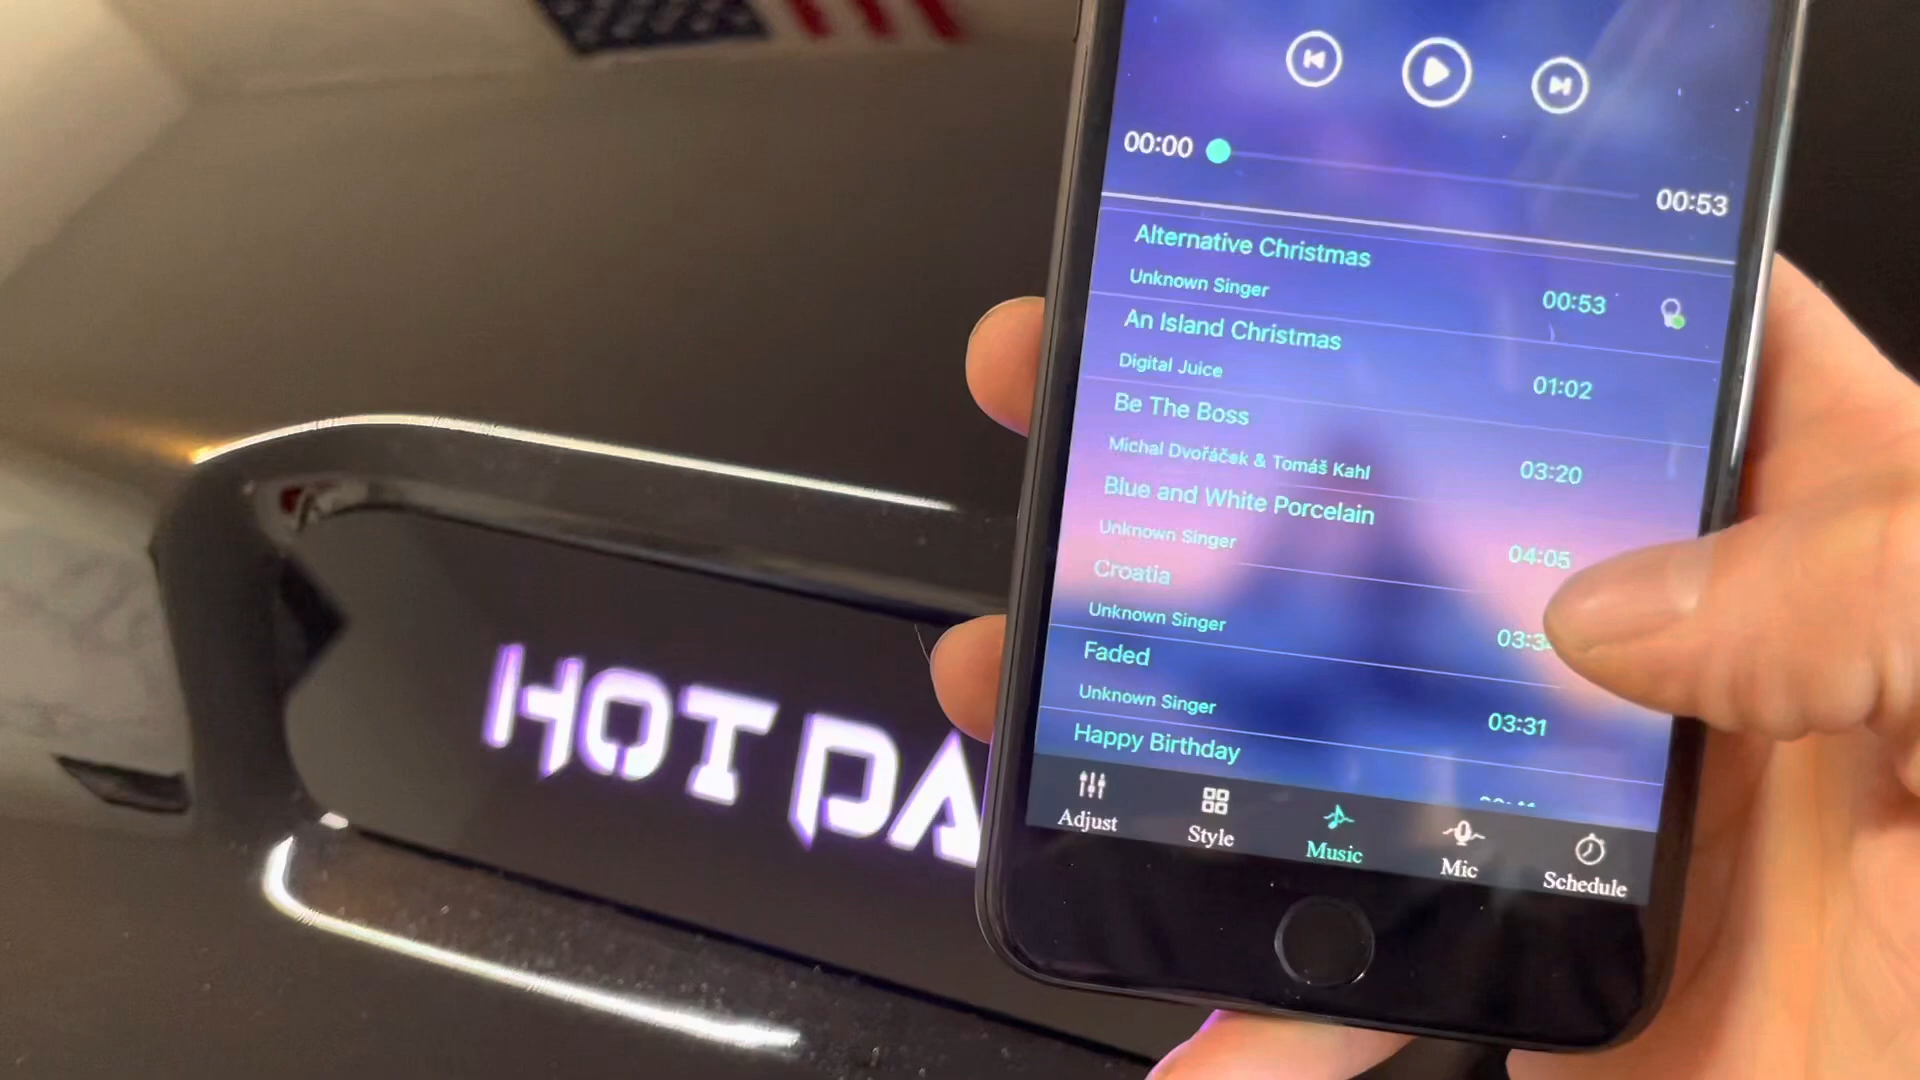 00:00
00:53
Alternative Christmas
Unknown Singer
00:53
An Island Christmas
Digital Juice
01:02
Be The Boss
Michal Dvořáček & Tomáš Kahl
03:20
Blue and White Porcelain
Unknown Singer
04:05
Croatia
Unknown Singer
Faded
Unknown Singer
03:31
Happy Birthday
Adjust
Style
Music
Mic
Schedule
HOT DA